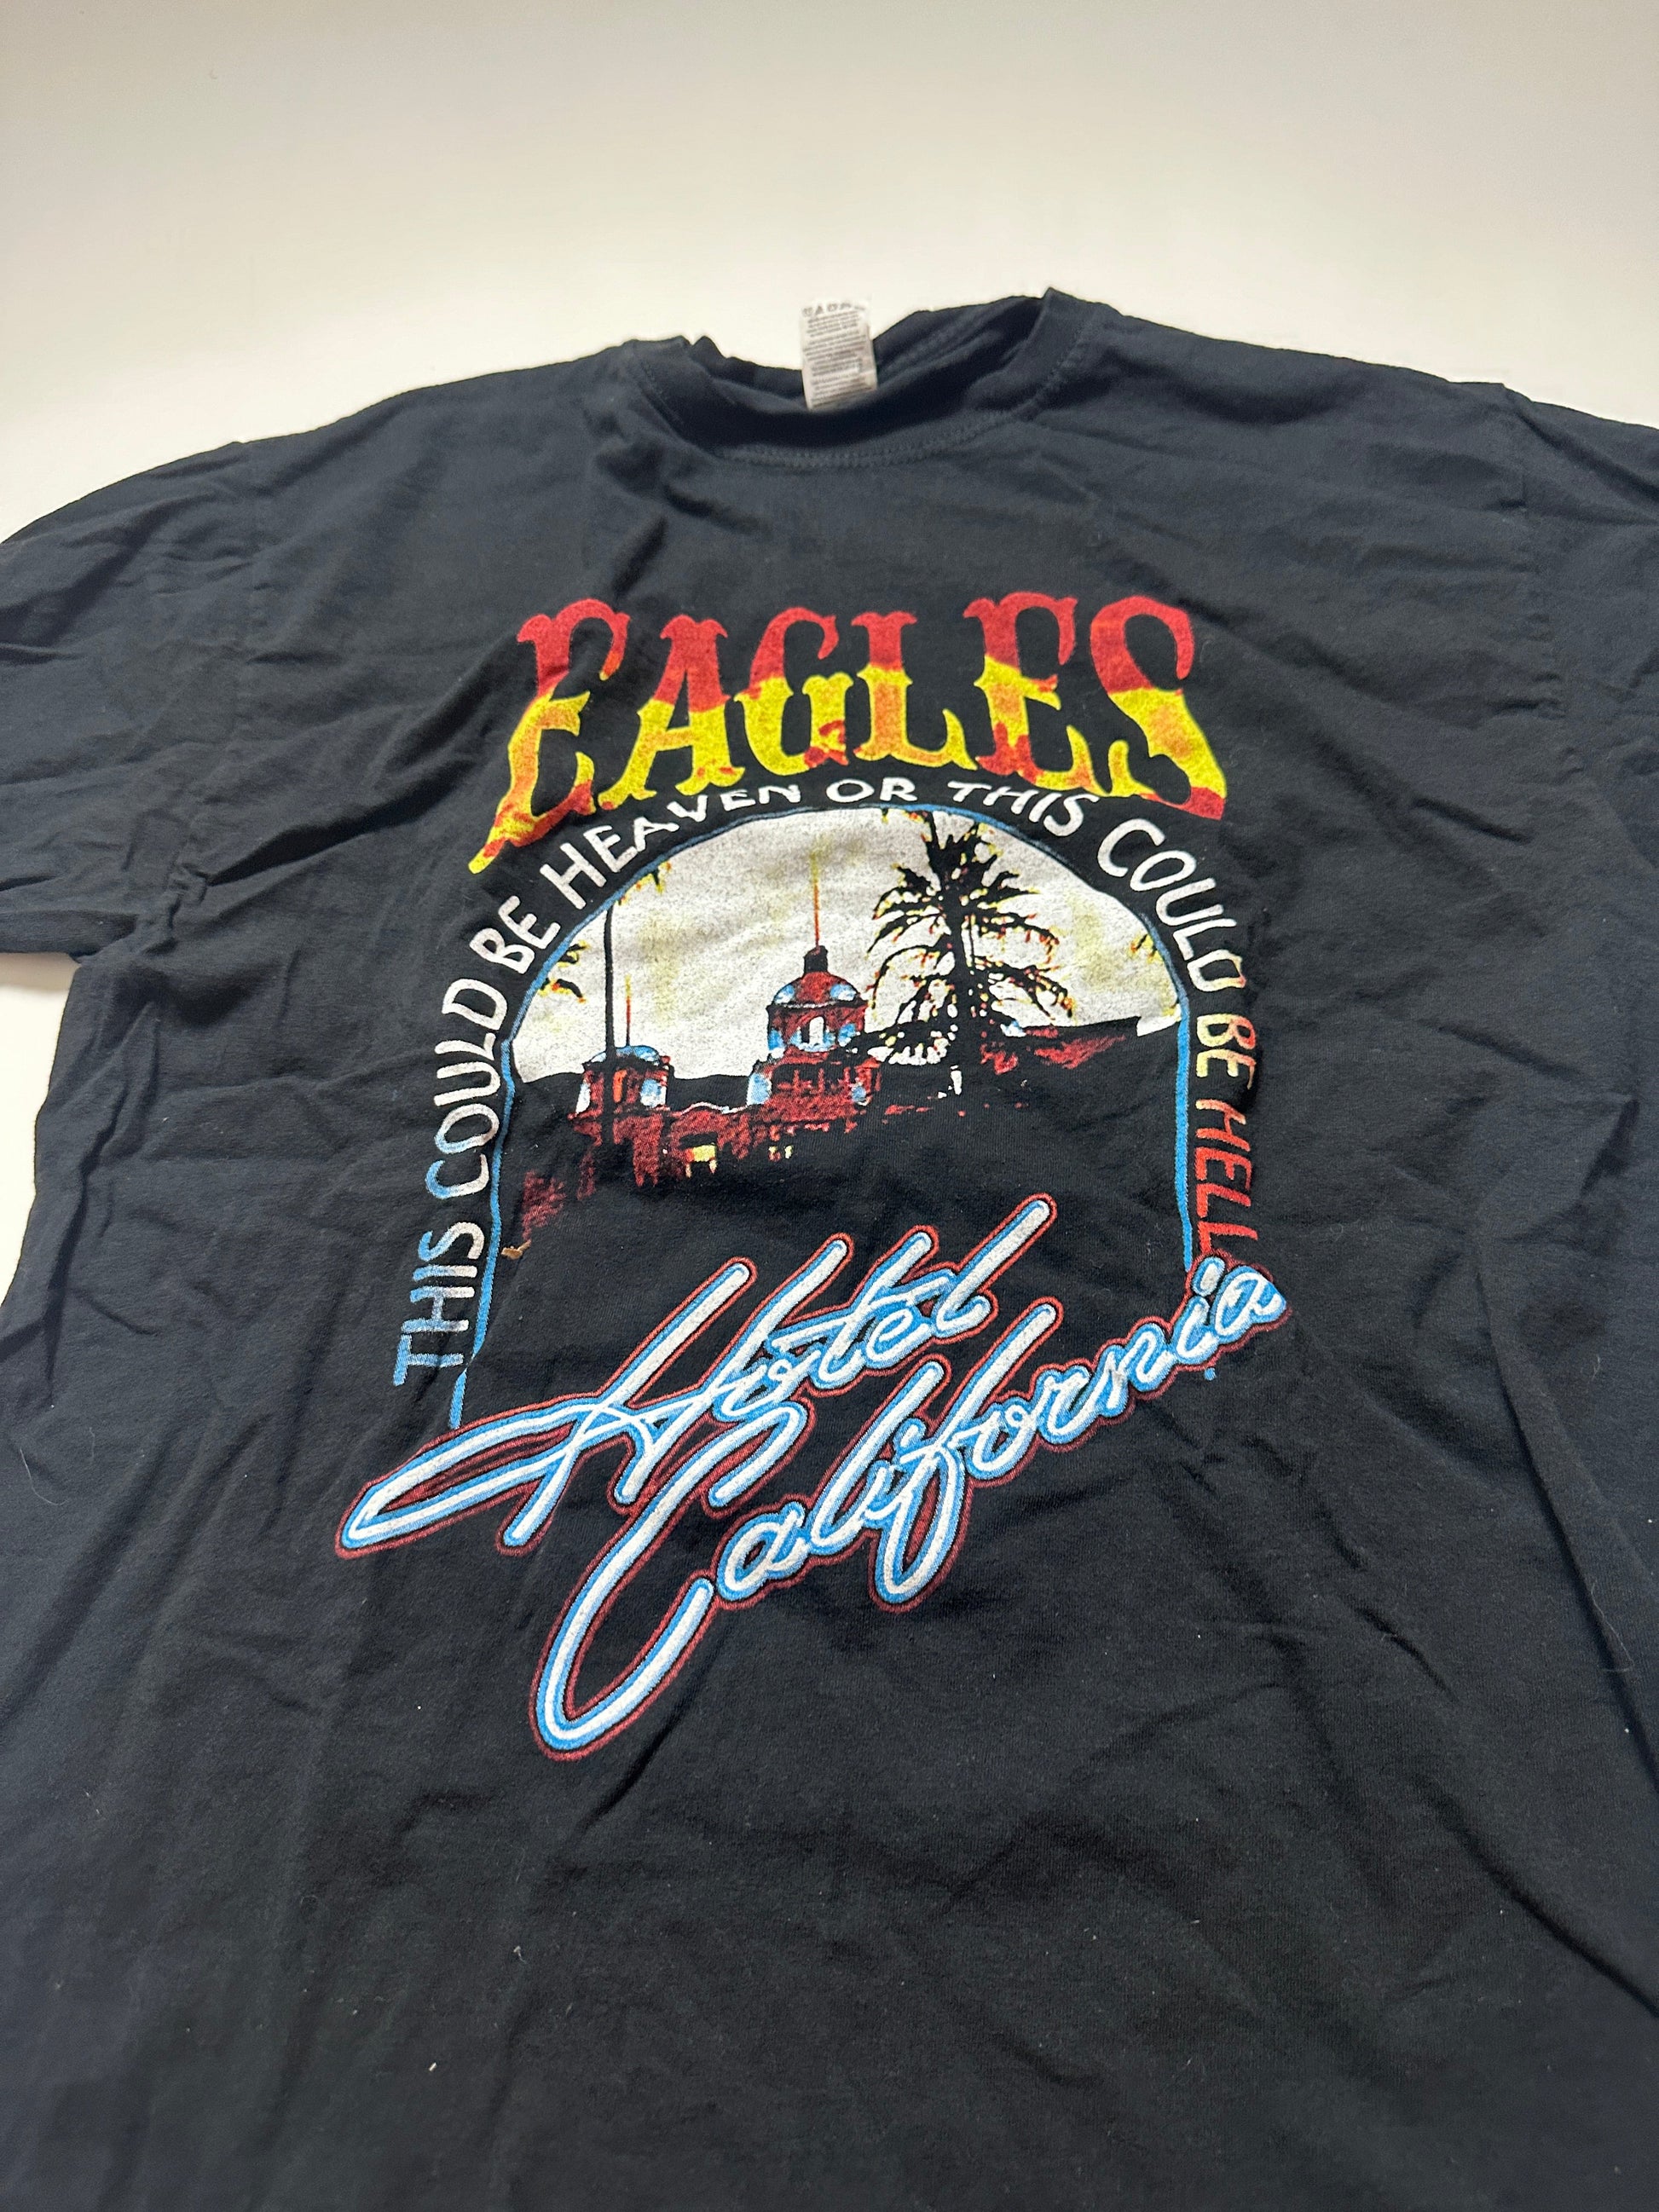 EAGLES
THIS COULD BE HEAVEN OR THIS COULD BE HELL
Hotel
California